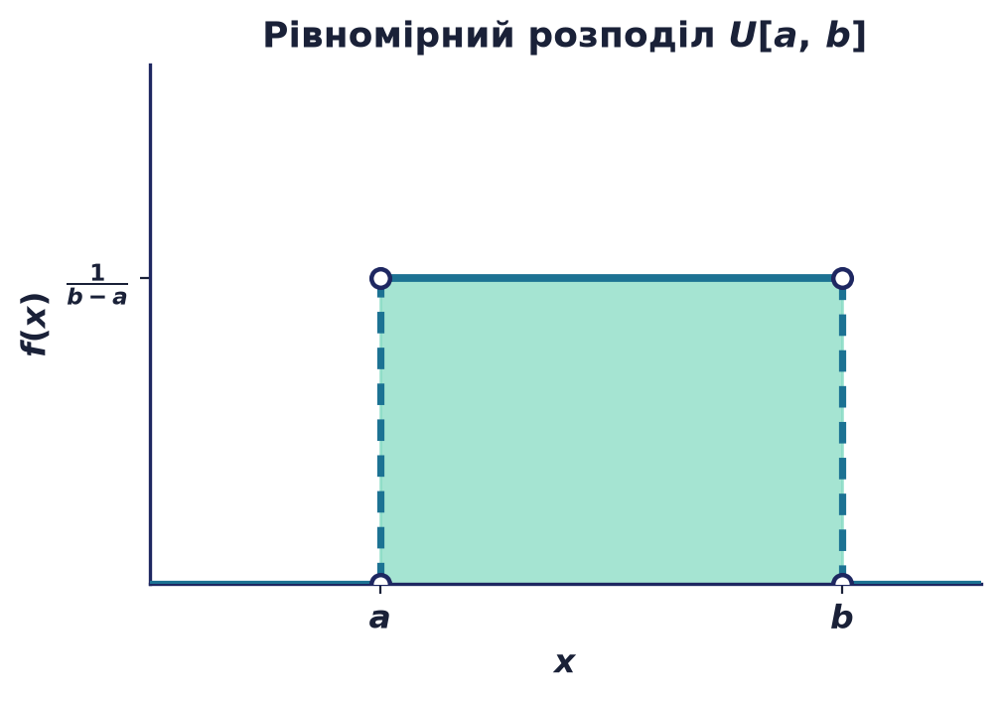 Рівномірний розподіл U[a, b]
f(x)
1
b − a
a
b
x